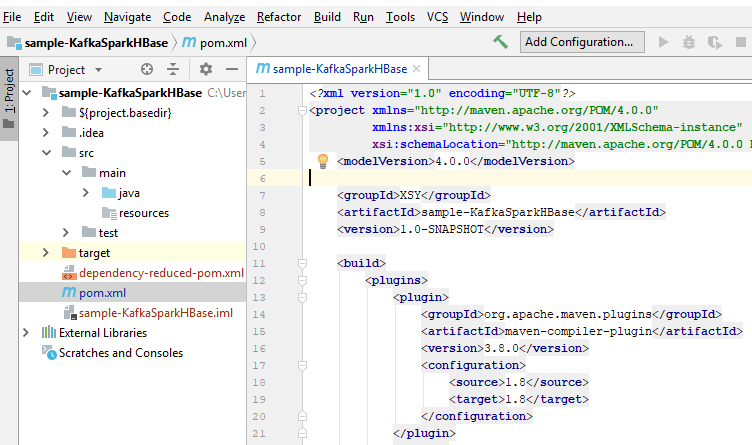 File Edit View Navigate Code Analyze Refactor Build Run Tools VCS Window Help
sample-KafkaSparkHBase pom.xml Add Configuration...
1: Project
Project
sample-KafkaSparkHBase C:\User
${project.basedir}
.idea
src
main
java
resources
test
target
dependency-reduced-pom.xml
pom.xml
sample-KafkaSparkHBase.iml
External Libraries
Scratches and Consoles
sample-KafkaSparkHBase
1 <?xml version="1.0" encoding="UTF-8"?>
2 <project xmlns="http://maven.apache.org/POM/4.0.0"
3 xmlns:xsi="http://www.w3.org/2001/XMLSchema-instance"
4 xsi:schemaLocation="http://maven.apache.org/POM/4.0.0
5 <modelVersion>4.0.0</modelVersion>
6
7 <groupId>XSY</groupId>
8 <artifactId>sample-KafkaSparkHBase</artifactId>
9 <version>1.0-SNAPSHOT</version>
10
11 <build>
12 <plugins>
13 <plugin>
14 <groupId>org.apache.maven.plugins</groupId>
15 <artifactId>maven-compiler-plugin</artifactId>
16 <version>3.8.0</version>
17 <configuration>
18 <source>1.8</source>
19 <target>1.8</target>
20 </configuration>
21 </plugin>